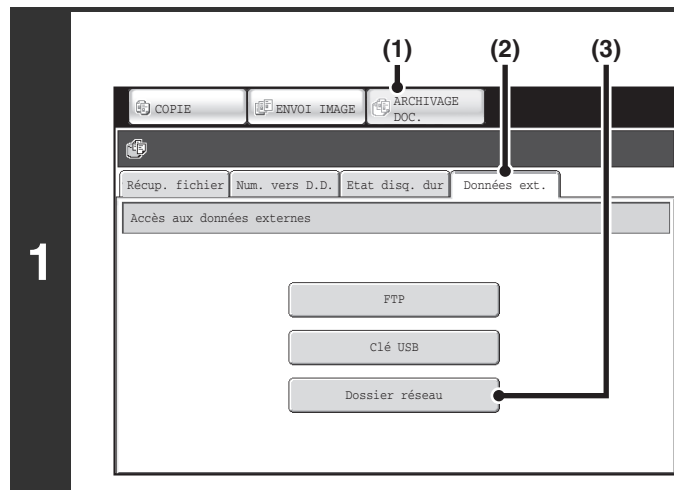 1
(1) (2) (3)
COPIE ENVOI IMAGE ARCHIVAGE
DOC.
Récup. fichier Num. vers D.D. Etat disq. dur Données ext.
Accès aux données externes
FTP
Clé USB
Dossier réseau